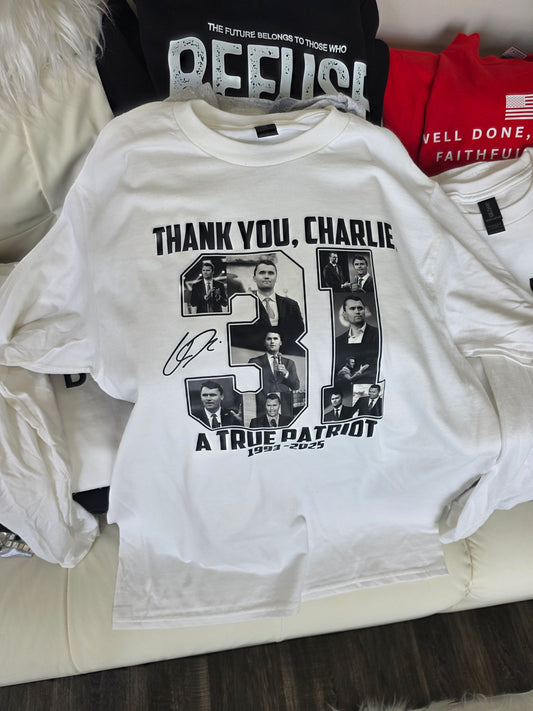 THE FUTURE BELONGS TO THOSE WHO
REFUSE
WELL DONE,
FAITHFUL
THANK YOU, CHARLIE,
31
A TRUE PATRIOT
1993-2025